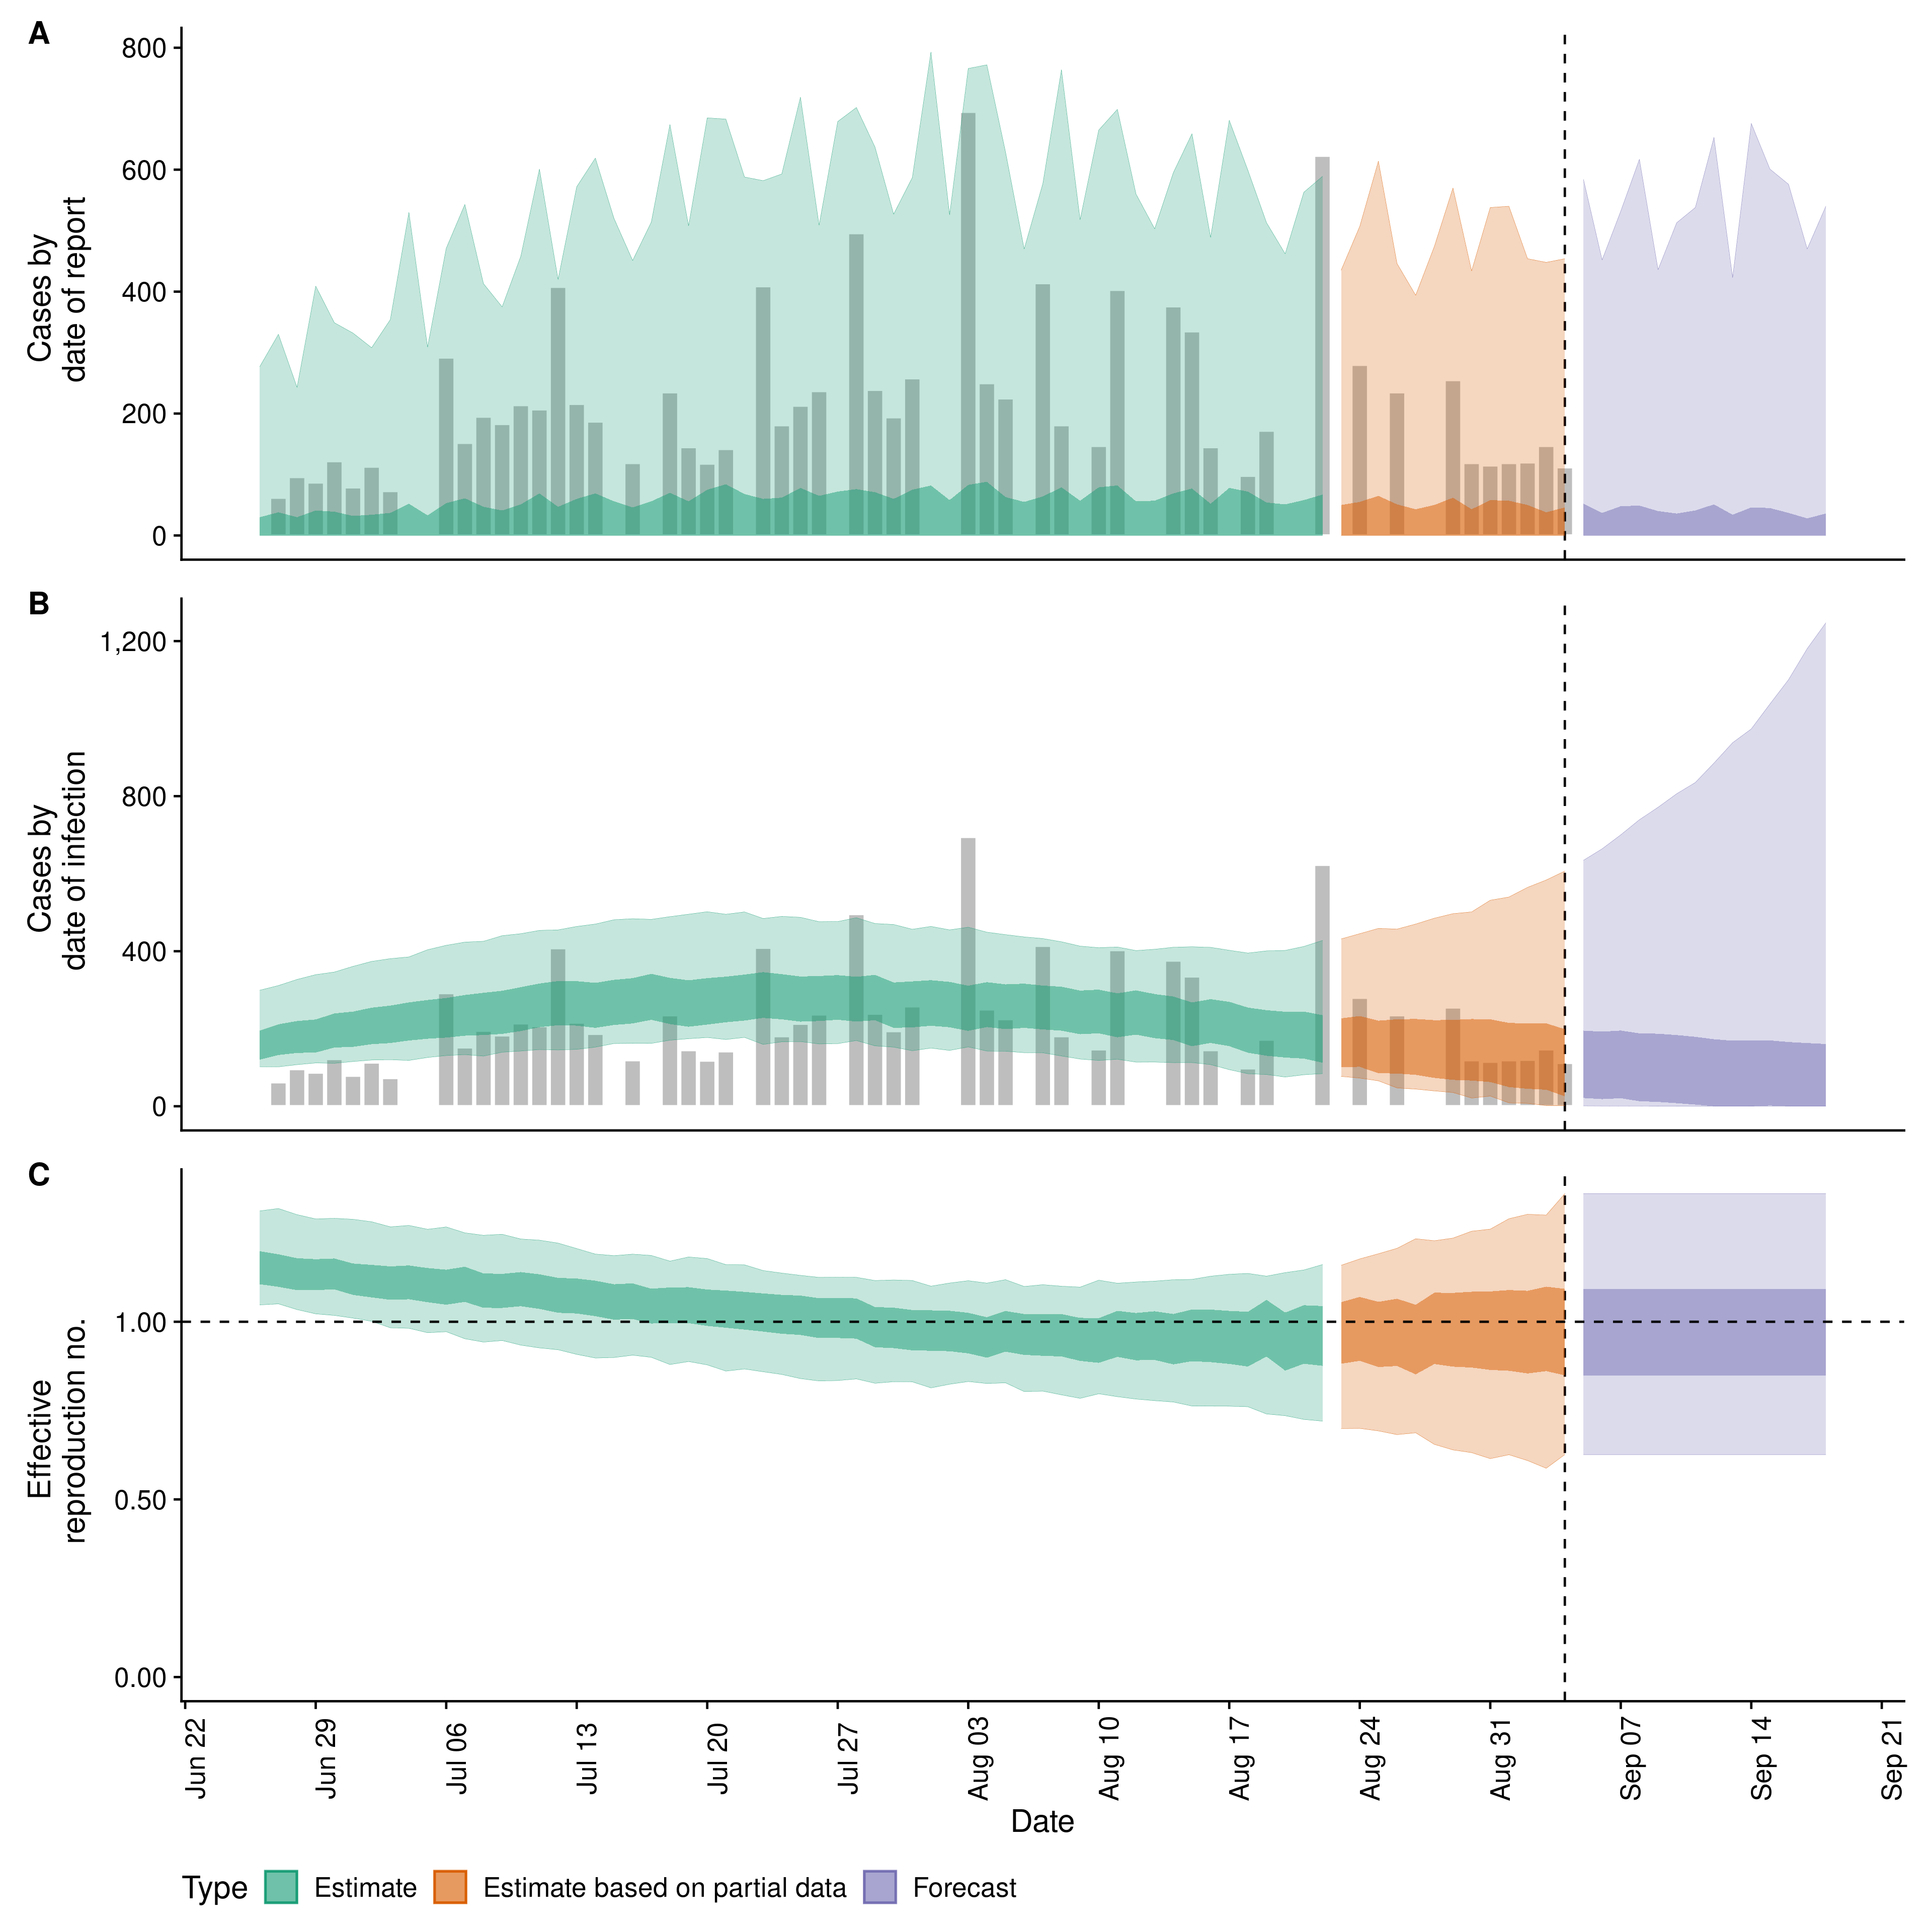 A
800
600
400
200
0
Cases by
date of report
B
1,200
800
400
0
Cases by
date of infection
C
1.00
0.50
0.00
Effective
reproduction no.
Jun 22
Jun 29
Jul 06
Jul 13
Jul 20
Jul 27
Aug 03
Aug 10
Aug 17
Aug 24
Aug 31
Sep 07
Sep 14
Sep 21
Date
Type
Estimate
Estimate based on partial data
Forecast